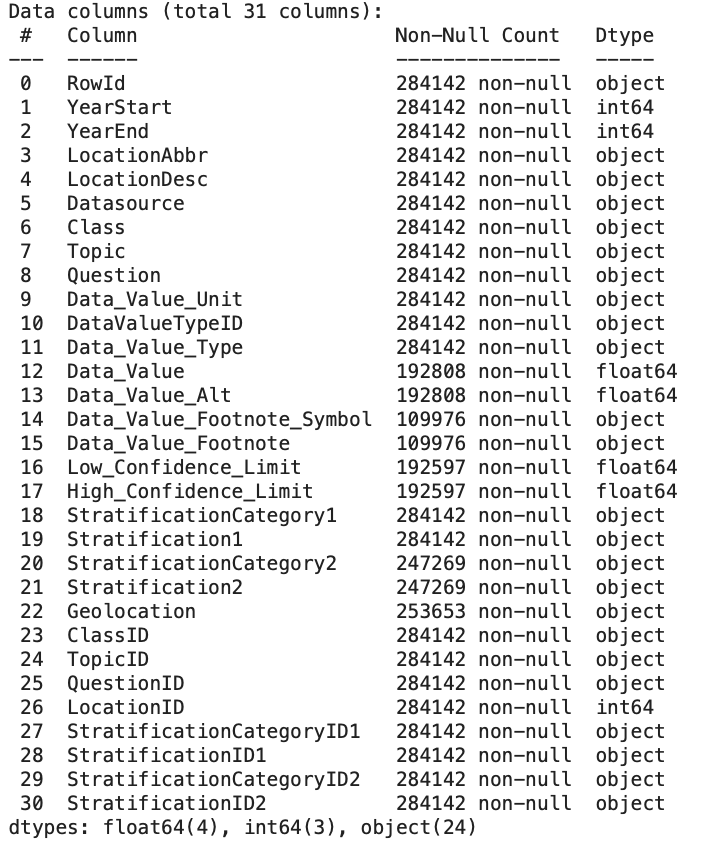 Data columns (total 31 columns):
 #   Column                      Non-Null Count   Dtype
---  ------                      --------------   -----
 0   RowId                       284142 non-null  object
 1   YearStart                   284142 non-null  int64
 2   YearEnd                     284142 non-null  int64
 3   LocationAbbr                284142 non-null  object
 4   LocationDesc                284142 non-null  object
 5   Datasource                  284142 non-null  object
 6   Class                       284142 non-null  object
 7   Topic                       284142 non-null  object
 8   Question                    284142 non-null  object
 9   Data_Value_Unit             284142 non-null  object
 10  DataValueTypeID             284142 non-null  object
 11  Data_Value_Type             284142 non-null  object
 12  Data_Value                  192808 non-null  float64
 13  Data_Value_Alt              192808 non-null  float64
 14  Data_Value_Footnote_Symbol  109976 non-null  object
 15  Data_Value_Footnote         109976 non-null  object
 16  Low_Confidence_Limit        192597 non-null  float64
 17  High_Confidence_Limit       192597 non-null  float64
 18  StratificationCategory1     284142 non-null  object
 19  Stratification1             284142 non-null  object
 20  StratificationCategory2     247269 non-null  object
 21  Stratification2             247269 non-null  object
 22  Geolocation                 253653 non-null  object
 23  ClassID                     284142 non-null  object
 24  TopicID                     284142 non-null  object
 25  QuestionID                  284142 non-null  object
 26  LocationID                  284142 non-null  int64
 27  StratificationCategoryID1   284142 non-null  object
 28  StratificationID1           284142 non-null  object
 29  StratificationCategoryID2   284142 non-null  object
 30  StratificationID2           284142 non-null  object
dtypes: float64(4), int64(3), object(24)